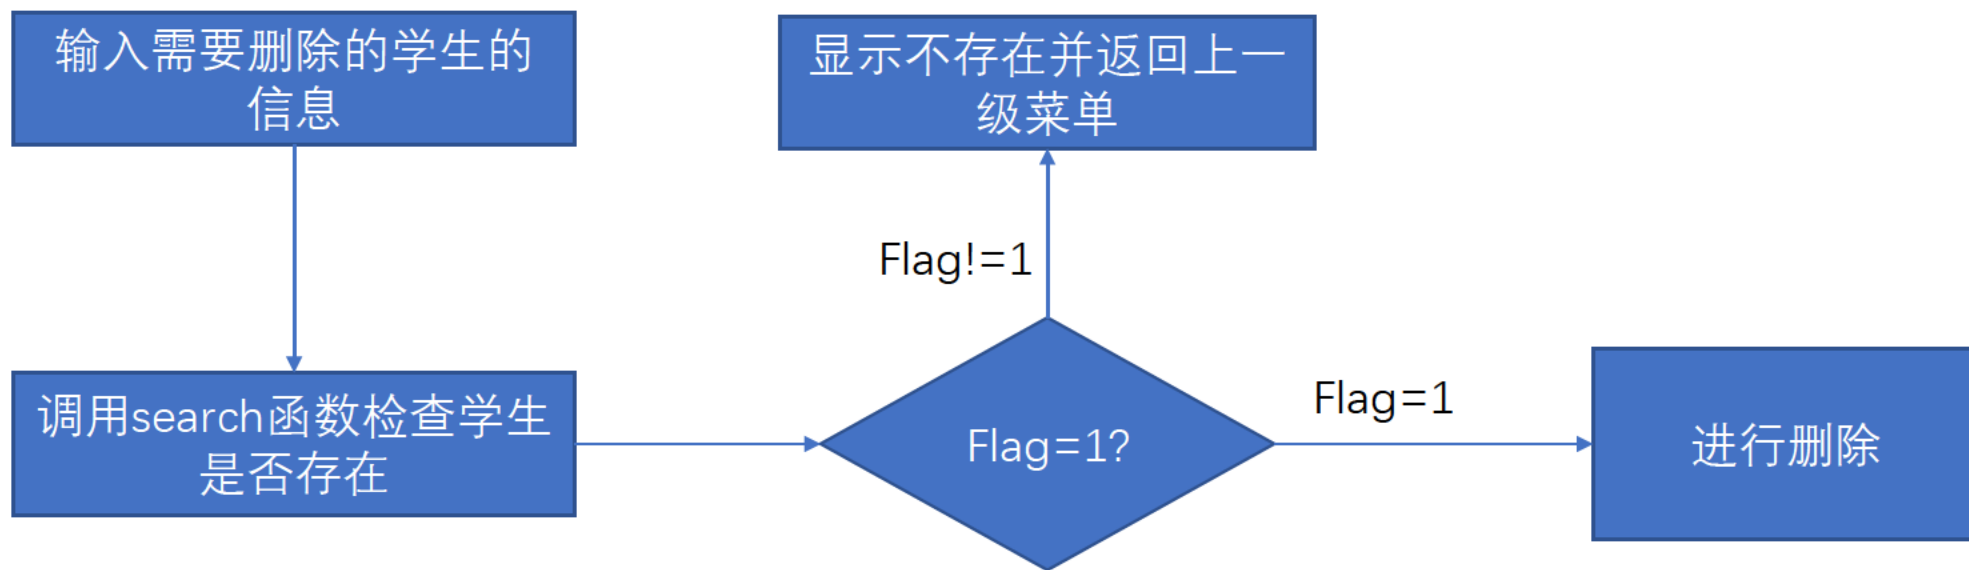 输入需要删除的学生的
信息
显示不存在并返回上一
级菜单
Flag!=1
调用search函数检查学生
是否存在
Flag=1?
Flag=1
进行删除